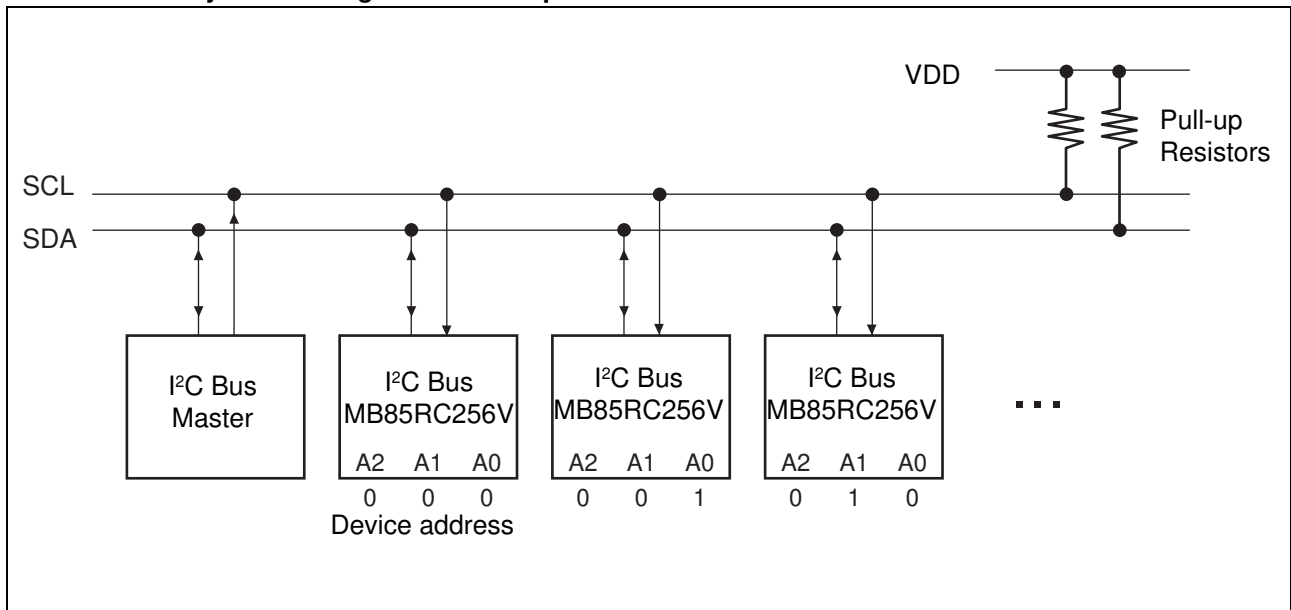 VDD
Pull-up
Resistors
SCL
SDA
I²C Bus
Master
I²C Bus
MB85RC256V
A2 A1 A0
0 0 0
Device address
I²C Bus
MB85RC256V
A2 A1 A0
0 0 1
I²C Bus
MB85RC256V
A2 A1 A0
0 1 0
...